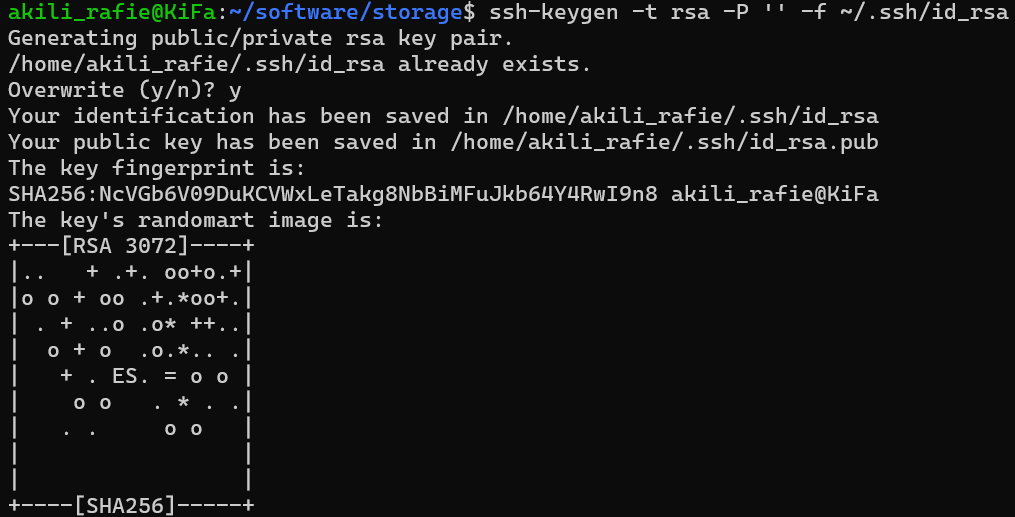 akili_rafie@KiFa:~/software/storage$ ssh-keygen -t rsa -P '' -f ~/.ssh/id_rsa
Generating public/private rsa key pair.
/home/akili_rafie/.ssh/id_rsa already exists.
Overwrite (y/n)? y
Your identification has been saved in /home/akili_rafie/.ssh/id_rsa
Your public key has been saved in /home/akili_rafie/.ssh/id_rsa.pub
The key fingerprint is:
SHA256:NcVGb6V09DuKCVWxLeTakg8NbBiMFuJkb64Y4RwI9n8 akili_rafie@KiFa
The key's randomart image is:
+---[RSA 3072]----+
|..   + .+. oo+o.+|
|o o + oo .+.*oo+.|
| . + ..o .o* ++..|
|  o + o  .o.*.. .|
|   + . ES. = o o |
|    o o   . * . .|
|   . .     o o   |
|                 |
|                 |
+----[SHA256]-----+